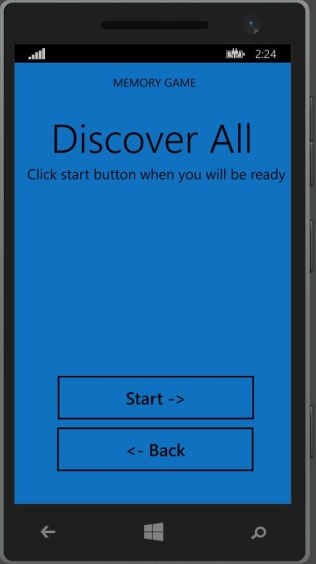 2:24
MEMORY GAME
Discover All
Click start button when you will be ready
Start ->
<- Back